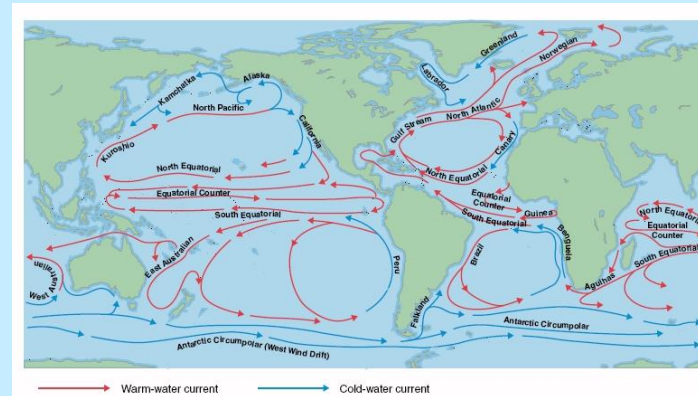 Greenland
Norwegian
Labrador
Alaska
Kamchatka
North Pacific
North Atlantic
Gulf Stream
California
Kuroshio
Canary
North Equatorial
North Equatorial
Equatorial Counter
Equatorial
Counter
Guinea
South Equatorial
South Equatorial
North Equatorial
Equatorial
Counter
South Equatorial
East Australian
West Australian
Peru
Brazil
Benguela
Agulhas
Falkland
Antarctic Circumpolar
Antarctic Circumpolar (West Wind Drift)
Warm-water current
Cold-water current